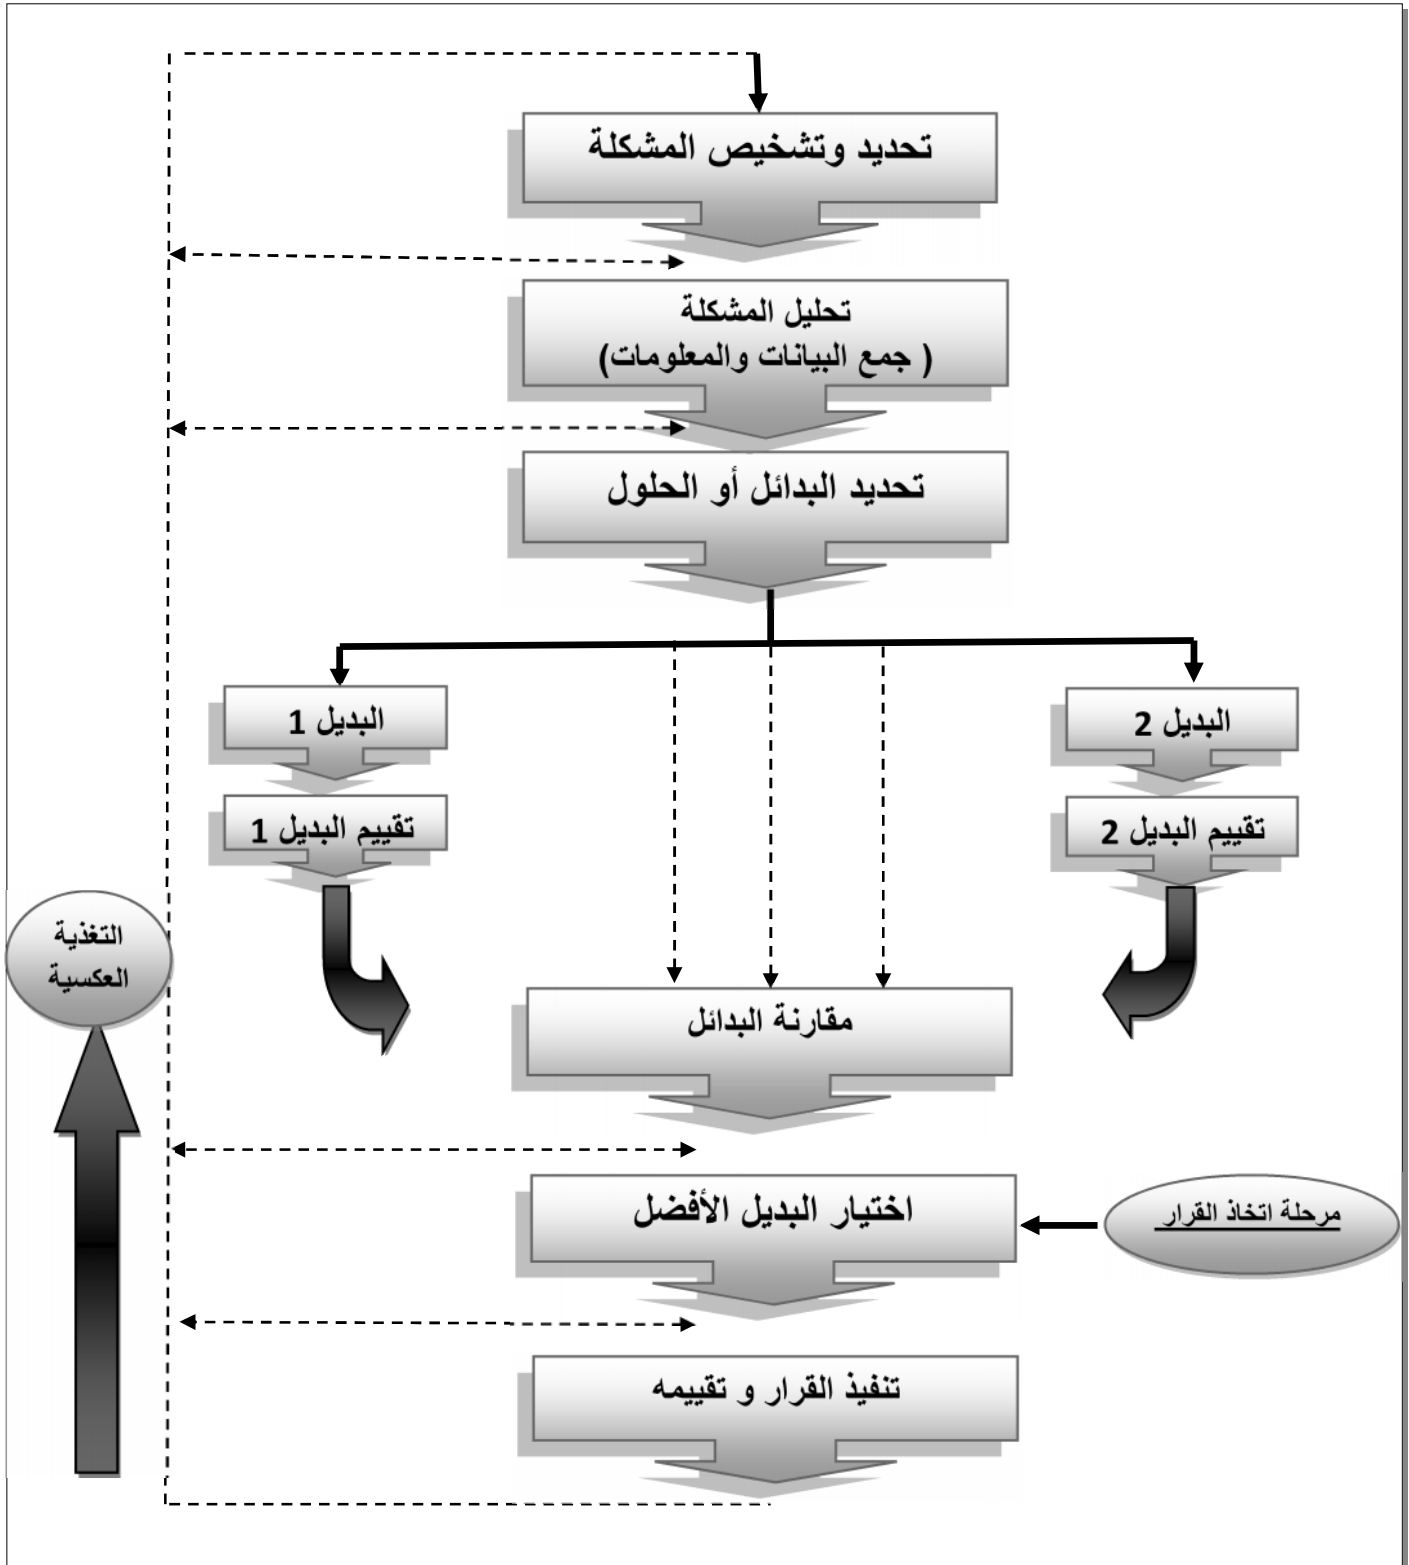 تحديد وتشخيص المشكلة
تحليل المشكلة
( جمع البيانات والمعلومات)
تحديد البدائل أو الحلول
البديل 1
البديل 2
تقييم البديل 1
تقييم البديل 2
التغذية
العكسية
مقارنة البدائل
اختيار البديل الأفضل
مرحلة اتخاذ القرار
تنفيذ القرار و تقييمه